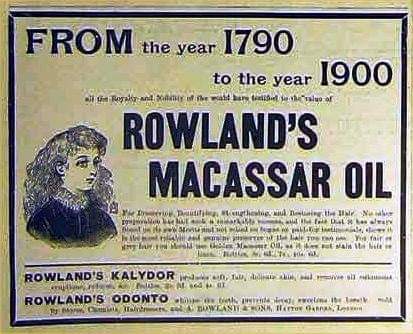 FROM the year 1790
to the year 1900
all the Royalty and Nobility of the world have testified to the value of
ROWLAND'S
MACASSAR OIL
For Preserving, Beautifying, Strengthening, and Restoring the Hair. No other
preparation has had such a remarkable success, and the fact that it has always
stood on its own Merits and not relied on bogus or paid-for testimonials, shows it
is the most reliable and genuine preserver of the hair you can use. For fair or
grey hair you should use Golden Macassar Oil, as it does not stain the hair or
linen. Bottles, 3s. 6d., 7s., 10s. 6d.
ROWLAND'S KALYDOR produces soft, fair, delicate skin, and removes all cutaneous
eruptions, redness, &c. Bottles, 2s. 3d. and 4s. 6d.
ROWLAND'S ODONTO whitens the teeth, prevents decay, sweetens the breath. Sold
by Stores, Chemists, Hairdressers, and A. ROWLAND & SONS, HATTON GARDEN, London